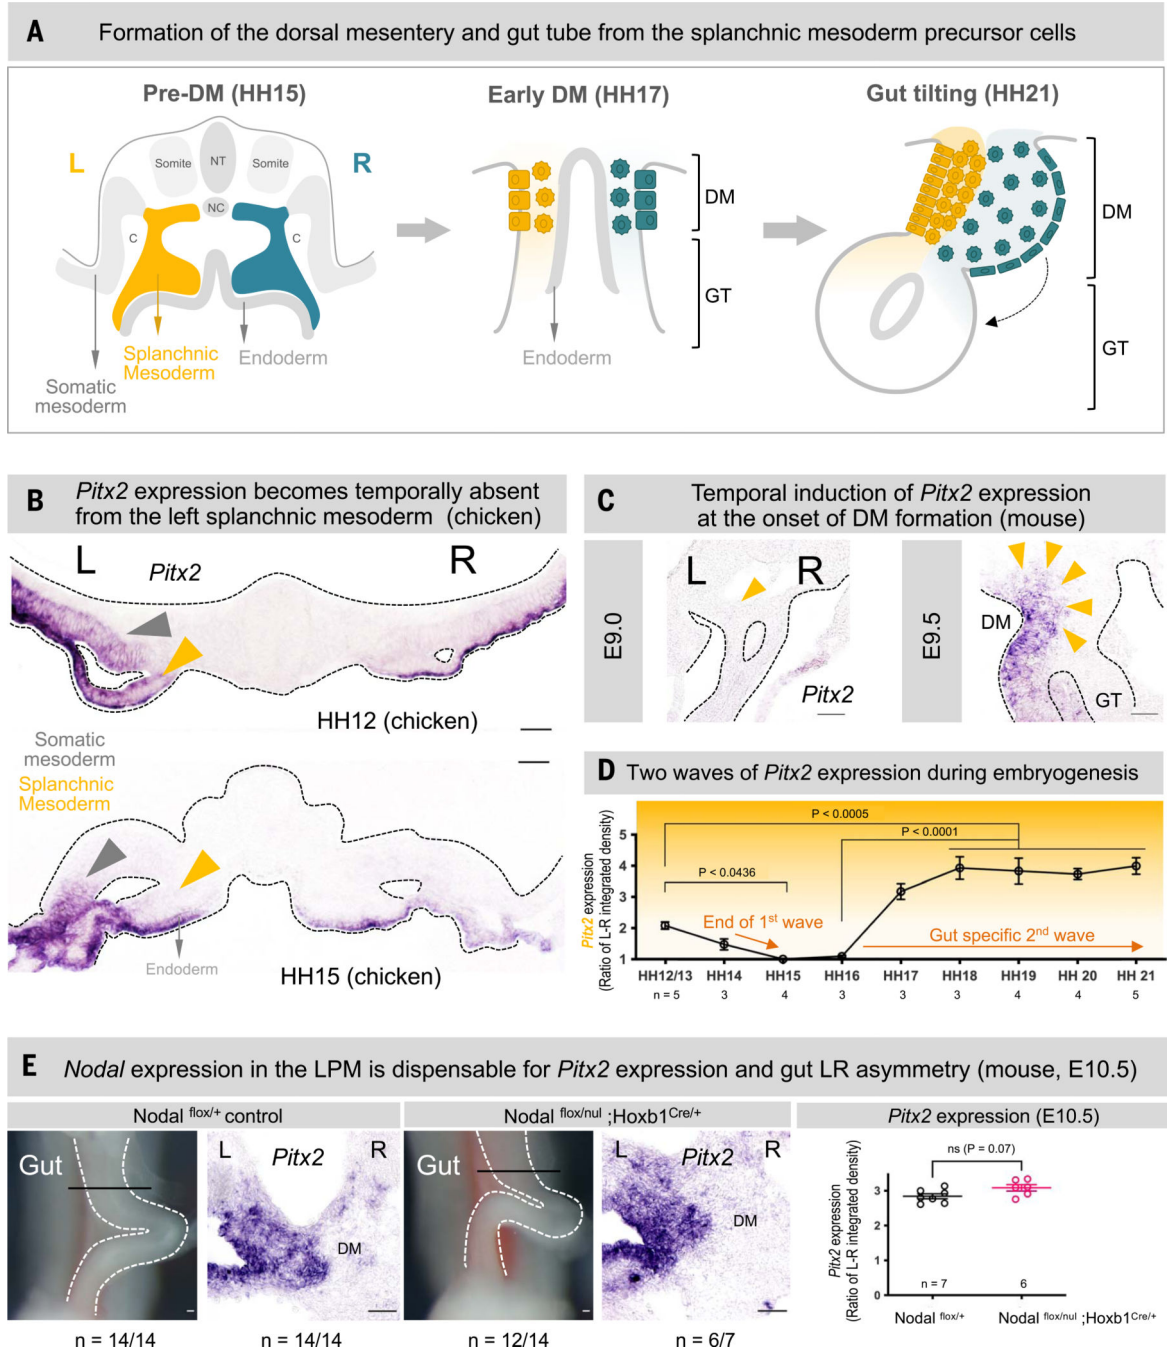 A Formation of the dorsal mesentery and gut tube from the splanchnic mesoderm precursor cells
Pre-DM (HH15)
Early DM (HH17)
Gut tilting (HH21)
L
Somite
NT
Somite
R
NC
C
C
Splanchnic
Mesoderm
Endoderm
Somatic
mesoderm
DM
GT
Endoderm
DM
GT
B Pitx2 expression becomes temporally absent
from the left splanchnic mesoderm (chicken)
L
Pitx2
R
HH12 (chicken)
Somatic
mesoderm
Splanchnic
Mesoderm
Endoderm
HH15 (chicken)
C Temporal induction of Pitx2 expression
at the onset of DM formation (mouse)
E9.0
L
R
Pitx2
E9.5
DM
GT
D Two waves of Pitx2 expression during embryogenesis
Pitx2 expression
(Ratio of L-R integrated density)
5
4
3
2
1
P < 0.0005
P < 0.0001
P < 0.0436
End of 1st wave
Gut specific 2nd wave
HH12/13 HH14 HH15 HH16 HH17 HH18 HH19 HH 20 HH 21
n = 5 3 4 3 3 3 4 4 5
E Nodal expression in the LPM is dispensable for Pitx2 expression and gut LR asymmetry (mouse, E10.5)
Nodal flox/+ control
Nodal flox/nul ;Hoxb1Cre/+
Pitx2 expression (E10.5)
Gut
L
Pitx2
R
DM
Gut
L
Pitx2
R
DM
n = 14/14
n = 14/14
n = 12/14
n = 6/7
Pitx2 expression
(Ratio of L-R integrated density)
ns (P = 0.07)
3
2
1
0
n = 7
6
Nodal flox/+
Nodal flox/nul ;Hoxb1Cre/+